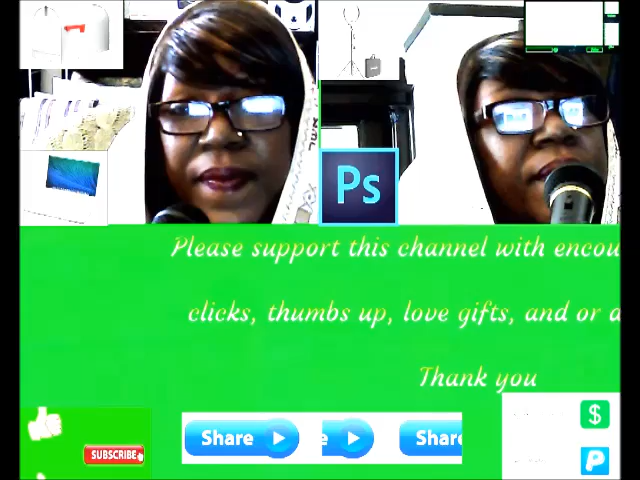 Ps
Please support this channel with encou
clicks, thumbs up, love gifts, and or
Thank you
Share
e
Share
SUBSCRIBE
$
P